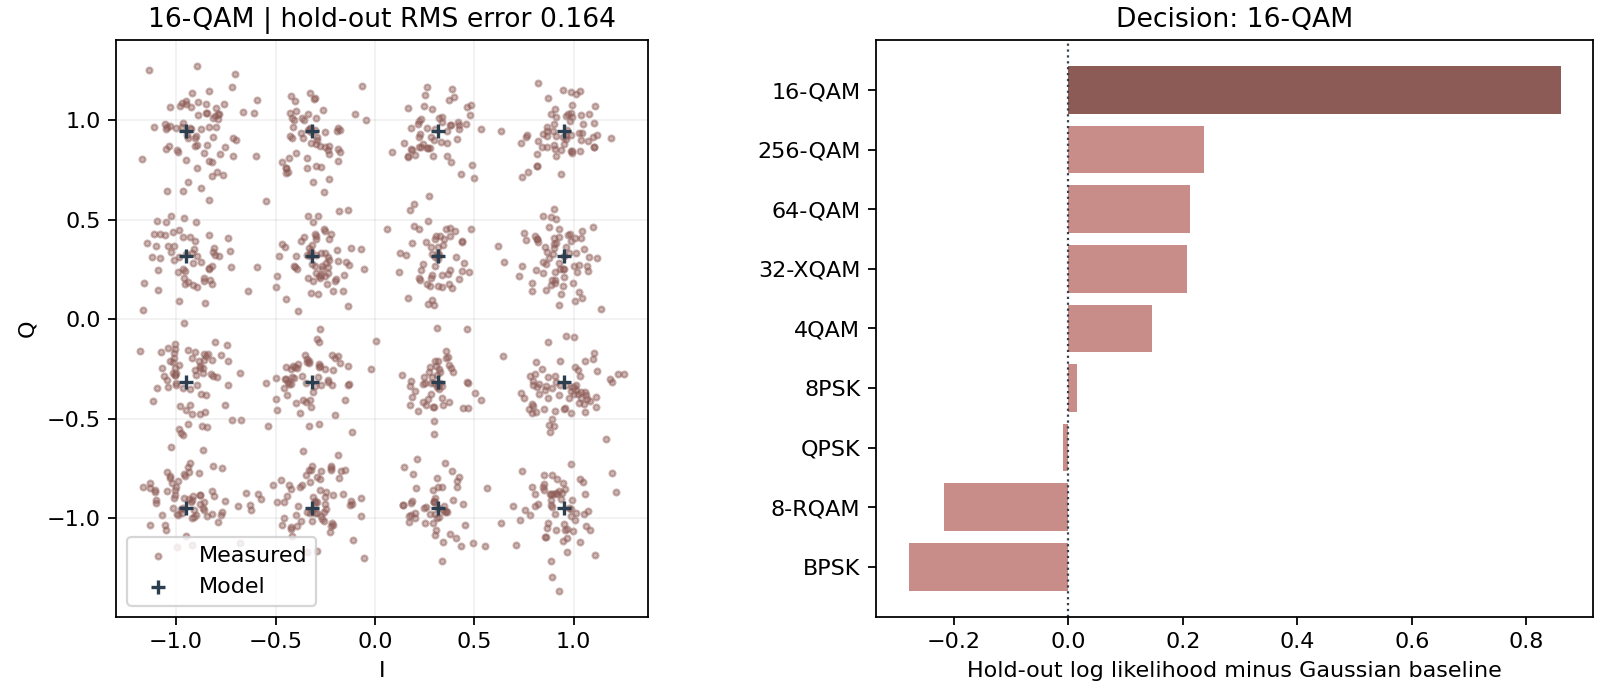 16-QAM | hold-out RMS error 0.164
Q
1.0
0.5
0.0
−0.5
−1.0
Measured
Model
−1.0
−0.5
0.0
0.5
1.0
I
Decision: 16-QAM
16-QAM
256-QAM
64-QAM
32-XQAM
4QAM
8PSK
QPSK
8-RQAM
BPSK
−0.2
0.0
0.2
0.4
0.6
0.8
Hold-out log likelihood minus Gaussian baseline